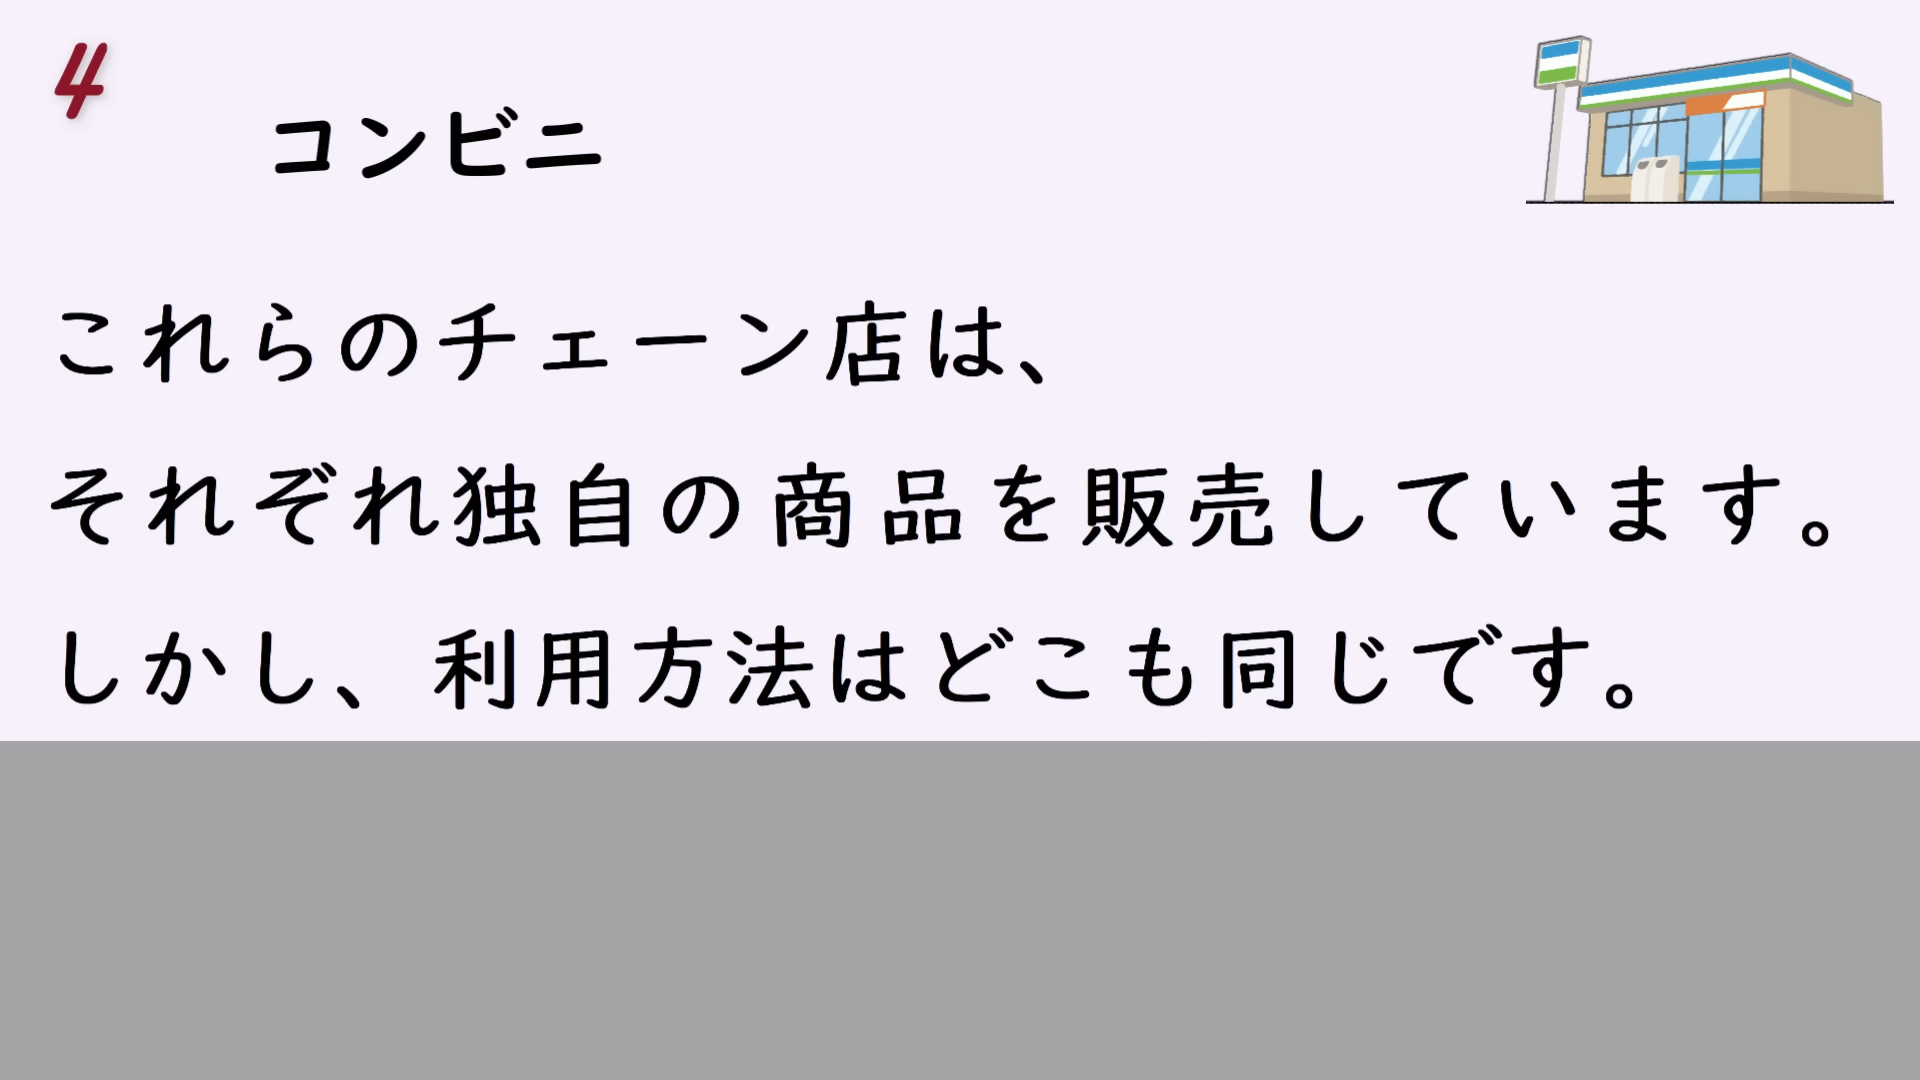 4
コンビニ
これらのチェーン店は、
それぞれ独自の商品を販売しています。
しかし、利用方法はどこも同じです。